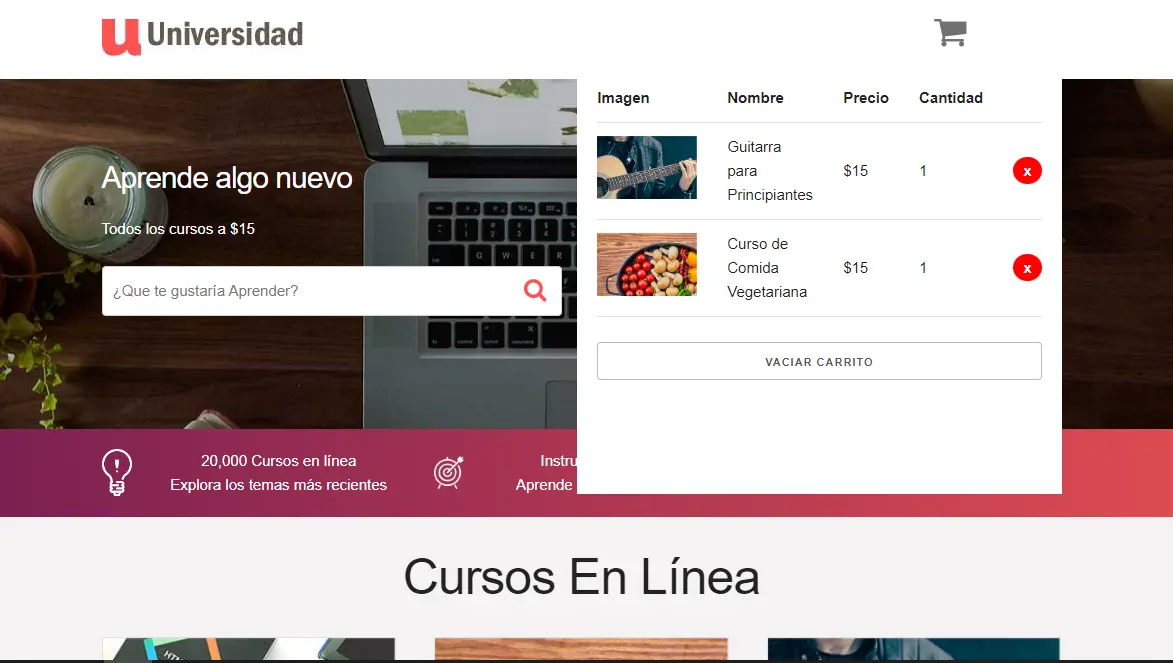 Universidad
Imagen Nombre Precio Cantidad
Guitarra
para
Principiantes
$15
1
x
Curso de
Comida
Vegetariana
$15
1
x
VACIAR CARRITO
Aprende algo nuevo
Todos los cursos a $15
¿Que te gustaría Aprender?
20,000 Cursos en línea
Explora los temas más recientes
Instru
Aprende
Cursos En Línea